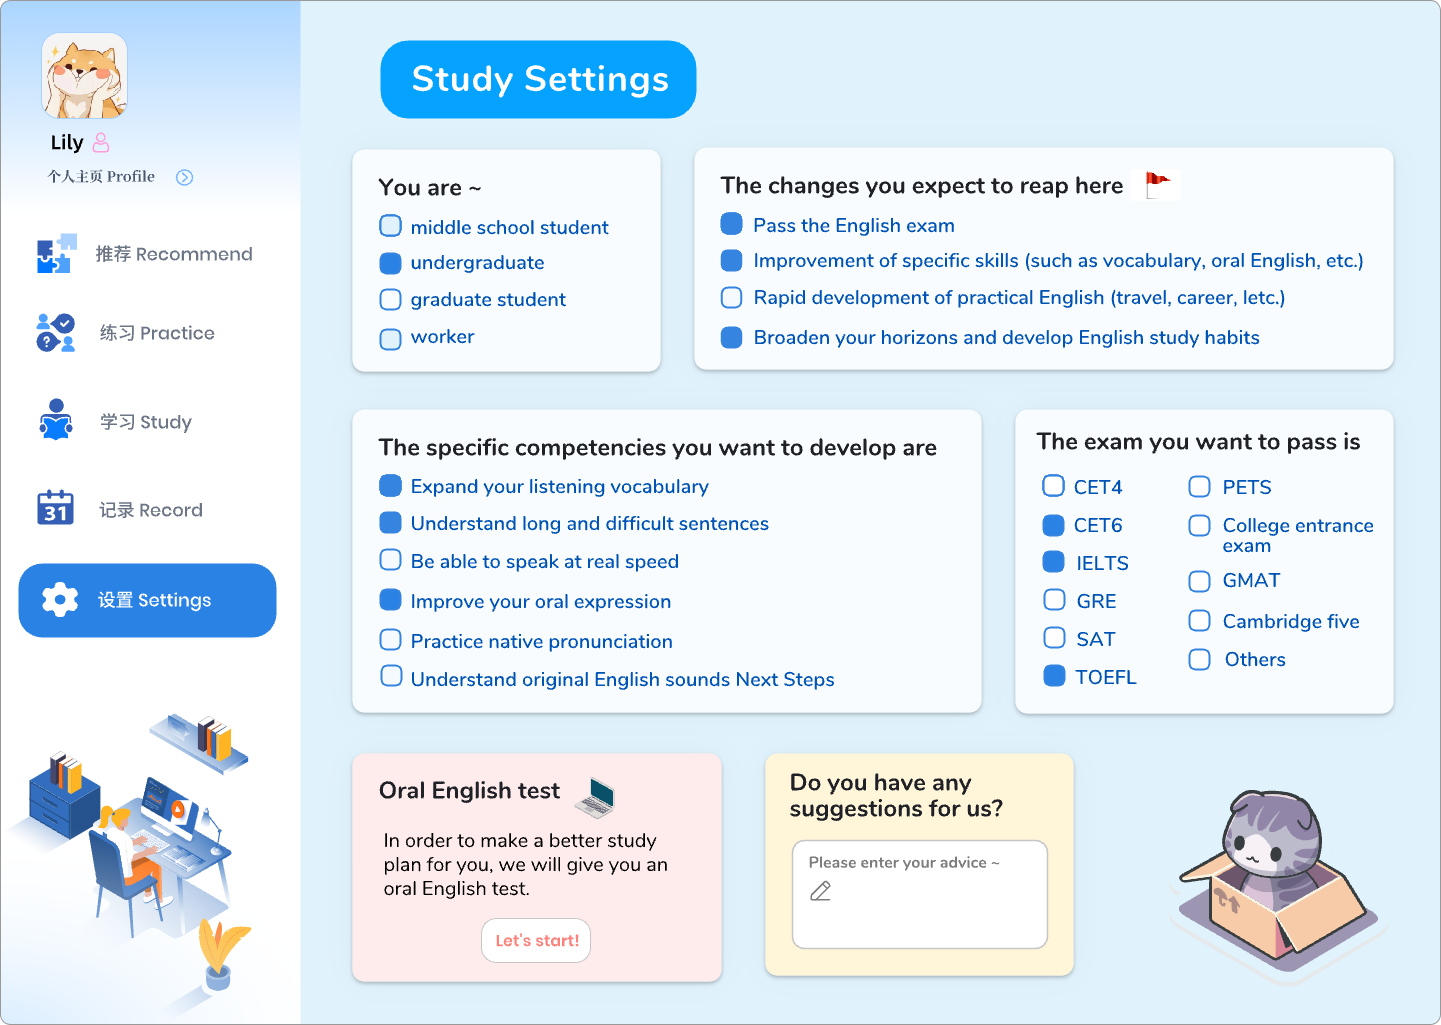 Lily
个人主页 Profile
推荐 Recommend
练习 Practice
学习 Study
31
记录 Record
设置 Settings
Study Settings
You are ~
middle school student
undergraduate
graduate student
worker
The changes you expect to reap here
Pass the English exam
Improvement of specific skills (such as vocabulary, oral English, etc.)
Rapid development of practical English (travel, career, letc.)
Broaden your horizons and develop English study habits
The specific competencies you want to develop are
Expand your listening vocabulary
Understand long and difficult sentences
Be able to speak at real speed
Improve your oral expression
Practice native pronunciation
Understand original English sounds Next Steps
The exam you want to pass is
CET4
CET6
IELTS
GRE
SAT
TOEFL
PETS
College entrance
exam
GMAT
Cambridge five
Others
Oral English test
In order to make a better study
plan for you, we will give you an
oral English test.
Let's start!
Do you have any
suggestions for us?
Please enter your advice ~